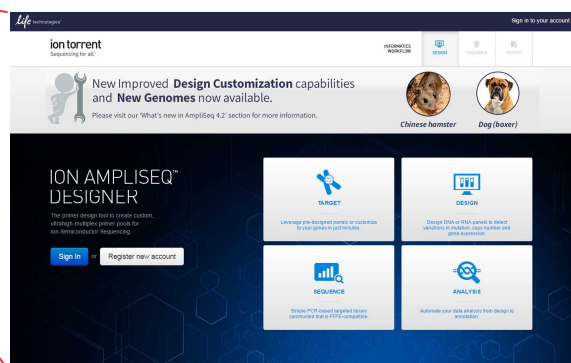 life technologies™
Sign in to your account
ion torrent
Sequencing for all.™
INFORMATICS
WORKFLOW
DESIGN
SEQUENCE
REPORT
New Improved Design Customization capabilities
and New Genomes now available.
Please visit our 'What's new in AmpliSeq 4.2' section for more information.
Chinese hamster
Dog (boxer)
ION AMPLISEQ™
DESIGNER
The primer design tool to create custom,
ultrahigh-multiplex primer pools for
Ion Semiconductor Sequencing.
Sign In or Register new account
TARGET
Leverage pre-designed panels or customize
to your genes in just minutes.
DESIGN
Design DNA or RNA panels to detect
variations in mutation, copy number and
gene expression.
SEQUENCE
Simple PCR-based targeted library
constructed that is FFPE-compatible.
ANALYSIS
Automate your data analysis from design to
annotation.